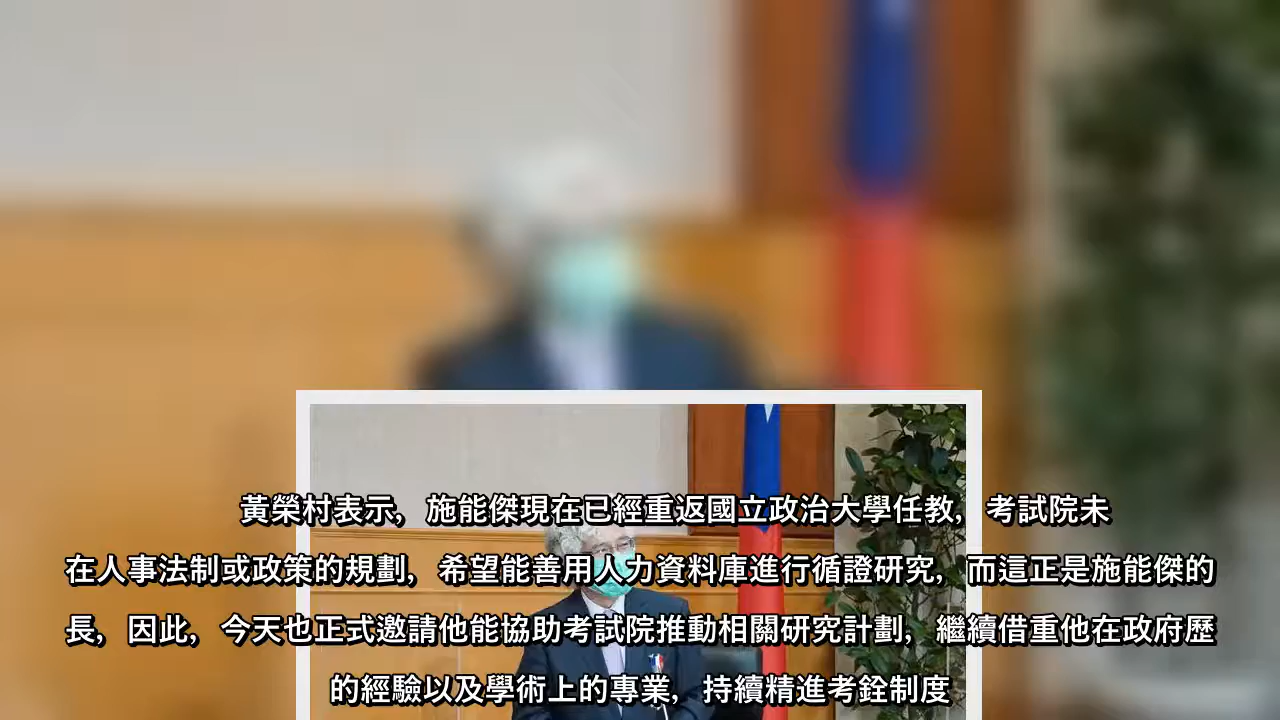 黃榮村表示，施能傑現在已經重返國立政治大學任教，考試院未
在人事法制或政策的規劃，希望能善用人力資料庫進行循證研究，而這正是施能傑的
長，因此，今天也正式邀請他能協助考試院推動相關研究計劃，繼續借重他在政府歷
的經驗以及學術上的專業，持續精進考銓制度